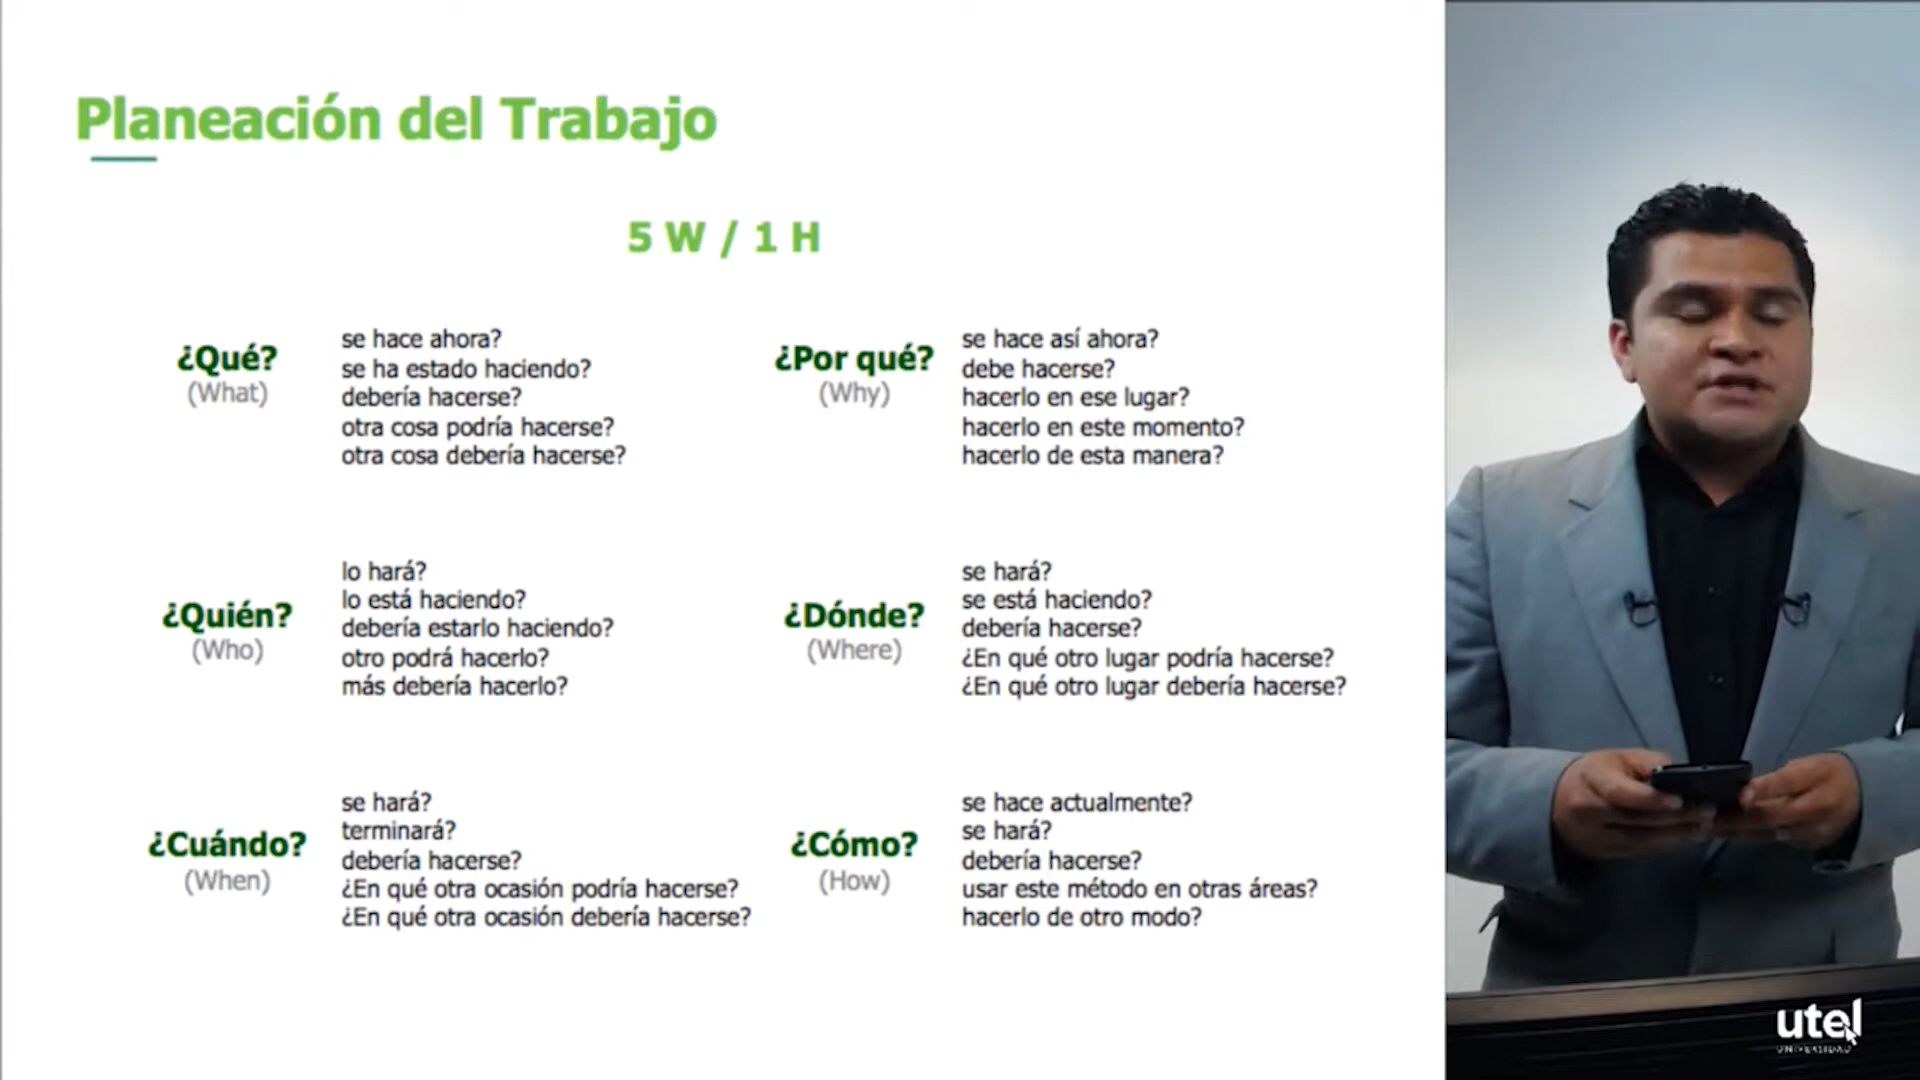 Planeación del Trabajo
5 W / 1 H
¿Qué?
(What)
se hace ahora?
se ha estado haciendo?
debería hacerse?
otra cosa podría hacerse?
otra cosa debería hacerse?
¿Por qué?
(Why)
se hace así ahora?
debe hacerse?
hacerlo en ese lugar?
hacerlo en este momento?
hacerlo de esta manera?
¿Quién?
(Who)
lo hará?
lo está haciendo?
debería estarlo haciendo?
otro podrá hacerlo?
más debería hacerlo?
¿Dónde?
(Where)
se hará?
se está haciendo?
debería hacerse?
¿En qué otro lugar podría hacerse?
¿En qué otro lugar debería hacerse?
¿Cuándo?
(When)
se hará?
terminará?
debería hacerse?
¿En qué otra ocasión podría hacerse?
¿En qué otra ocasión debería hacerse?
¿Cómo?
(How)
se hace actualmente?
se hará?
debería hacerse?
usar este método en otras áreas?
hacerlo de otro modo?
utel
UNIVERSIDAD